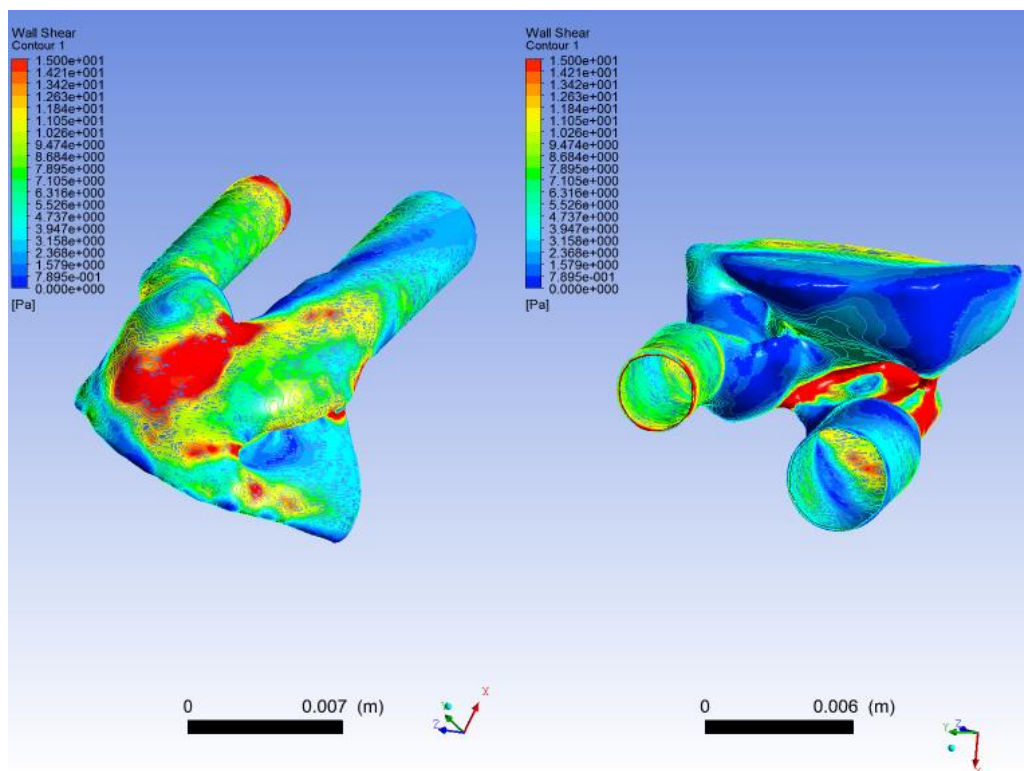 Wall Shear
Contour 1
1.500e+001
1.421e+001
1.342e+001
1.263e+001
1.184e+001
1.105e+001
1.026e+001
9.474e+000
8.684e+000
7.895e+000
7.105e+000
6.316e+000
5.526e+000
4.737e+000
3.947e+000
3.158e+000
2.368e+000
1.579e+000
7.895e-001
0.000e+000
[Pa]
0 0.007 (m)
Y
X
Z
Wall Shear
Contour 1
1.500e+001
1.421e+001
1.342e+001
1.263e+001
1.184e+001
1.105e+001
1.026e+001
9.474e+000
8.684e+000
7.895e+000
7.105e+000
6.316e+000
5.526e+000
4.737e+000
3.947e+000
3.158e+000
2.368e+000
1.579e+000
7.895e-001
0.000e+000
[Pa]
0 0.006 (m)
Y
Z